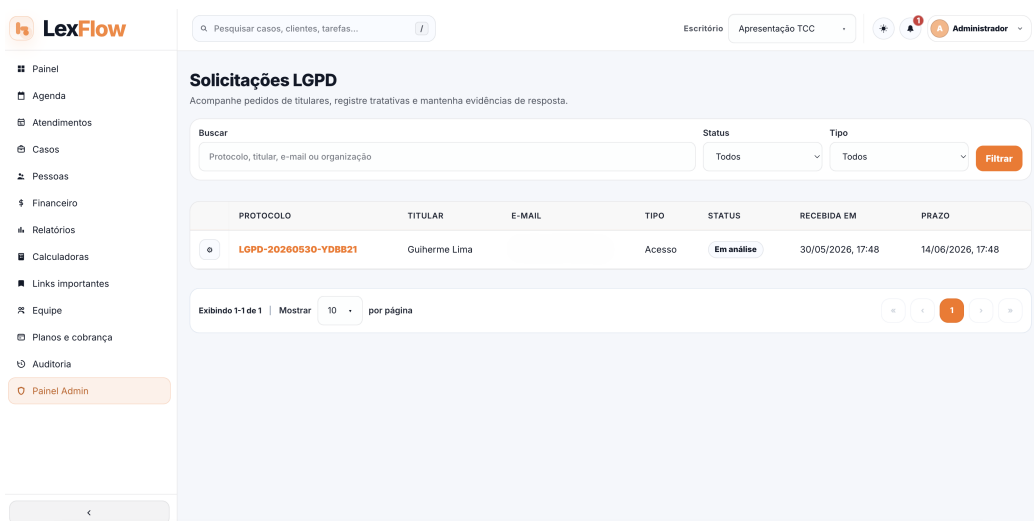 LexFlow
Pesquisar casos, clientes, tarefas... /
Escritório Apresentação TCC
1
A Administrador
Painel
Agenda
Atendimentos
Casos
Pessoas
$ Financeiro
Relatórios
Calculadoras
Links importantes
Equipe
Planos e cobrança
Auditoria
Painel Admin
‹
Solicitações LGPD
Acompanhe pedidos de titulares, registre tratativas e mantenha evidências de resposta.
Buscar Status Tipo
Protocolo, titular, e-mail ou organização Todos Todos Filtrar
PROTOCOLO TITULAR E-MAIL TIPO STATUS RECEBIDA EM PRAZO
LGPD-20260530-YDBB21 Guiherme Lima Acesso Em análise 30/05/2026, 17:48 14/06/2026, 17:48
Exibindo 1-1 de 1 | Mostrar 10 por página « ‹ 1 › »